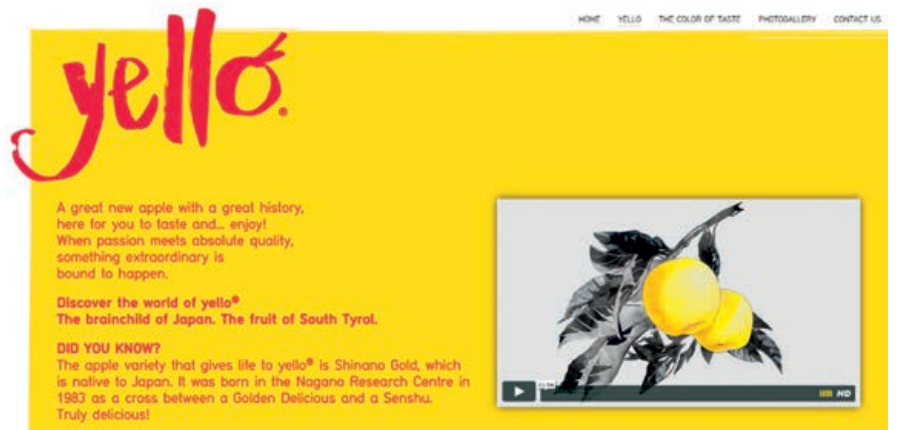 HOME YELLO THE COLOR OF TASTE PHOTOGALLERY CONTACT US
yello.
A great new apple with a great history,
here for you to taste and... enjoy!
When passion meets absolute quality,
something extraordinary is
bound to happen.
Discover the world of yello®
The brainchild of Japan. The fruit of South Tyrol.
DID YOU KNOW?
The apple variety that gives life to yello® is Shinano Gold, which
is native to Japan. It was born in the Nagano Research Centre in
1983 as a cross between a Golden Delicious and a Senshu.
Truly delicious!
HD